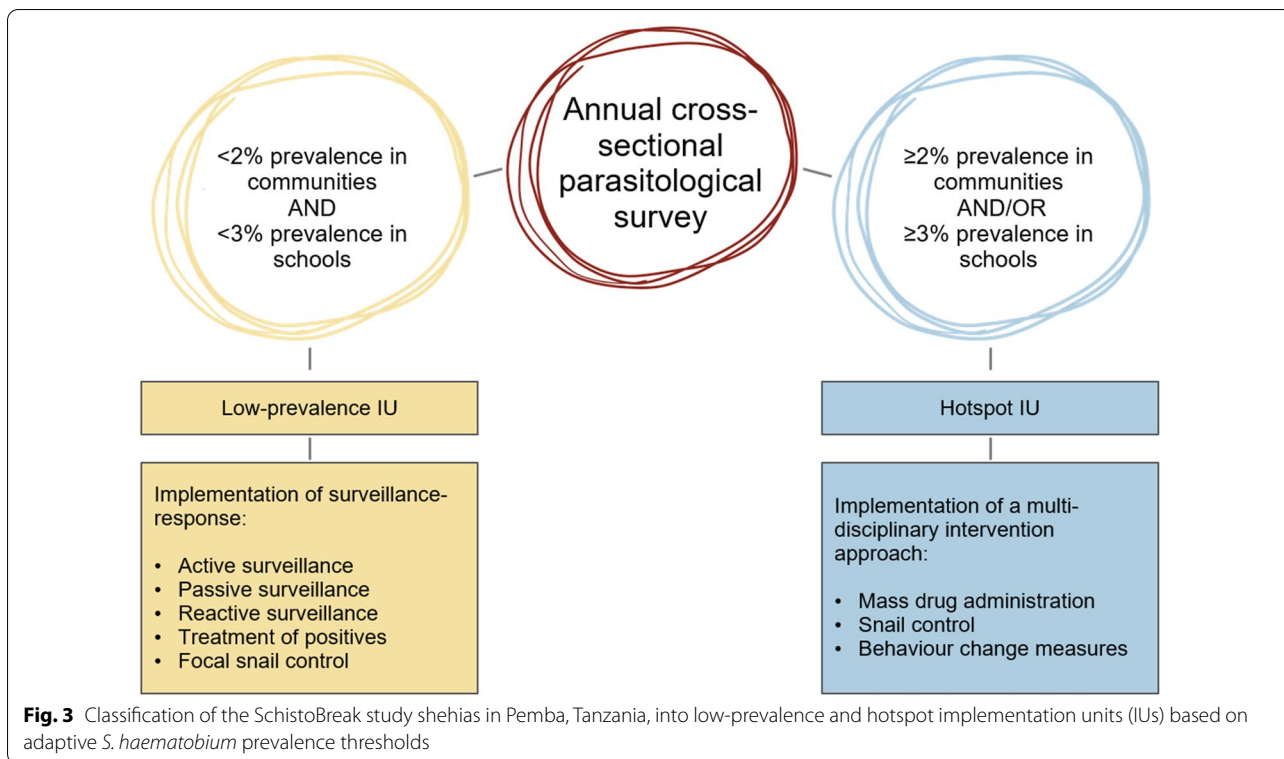 <2% prevalence in
communities
AND
<3% prevalence in
schools
Annual cross-
sectional
parasitological
survey
≥2% prevalence in
communities
AND/OR
≥3% prevalence in
schools
Low-prevalence IU
Hotspot IU
Implementation of surveillance-
response:
• Active surveillance
• Passive surveillance
• Reactive surveillance
• Treatment of positives
• Focal snail control
Implementation of a multi-
disciplinary intervention
approach:
• Mass drug administration
• Snail control
• Behaviour change measures
Fig. 3 Classification of the SchistoBreak study shehias in Pemba, Tanzania, into low-prevalence and hotspot implementation units (IUs) based on
adaptive S. haematobium prevalence thresholds